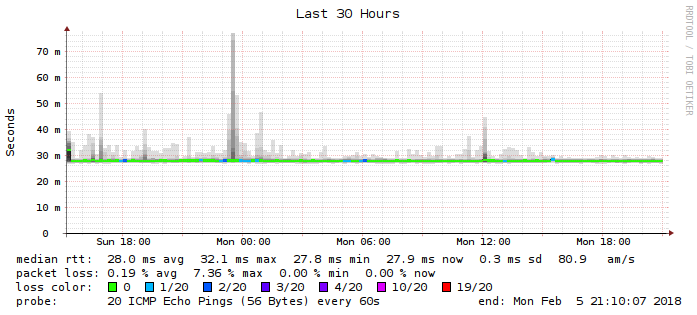 Last 30 Hours
RRDTOOL / TOBI OETIKER
Seconds
70 m
60 m
50 m
40 m
30 m
20 m
10 m
0
Sun 18:00 Mon 00:00 Mon 06:00 Mon 12:00 Mon 18:00
median rtt: 28.0 ms avg 32.1 ms max 27.8 ms min 27.9 ms now 0.3 ms sd 80.9 am/s
packet loss: 0.19 % avg 7.36 % max 0.00 % min 0.00 % now
loss color: 0 1/20 2/20 3/20 4/20 10/20 19/20
probe: 20 ICMP Echo Pings (56 Bytes) every 60s end: Mon Feb 5 21:10:07 2018